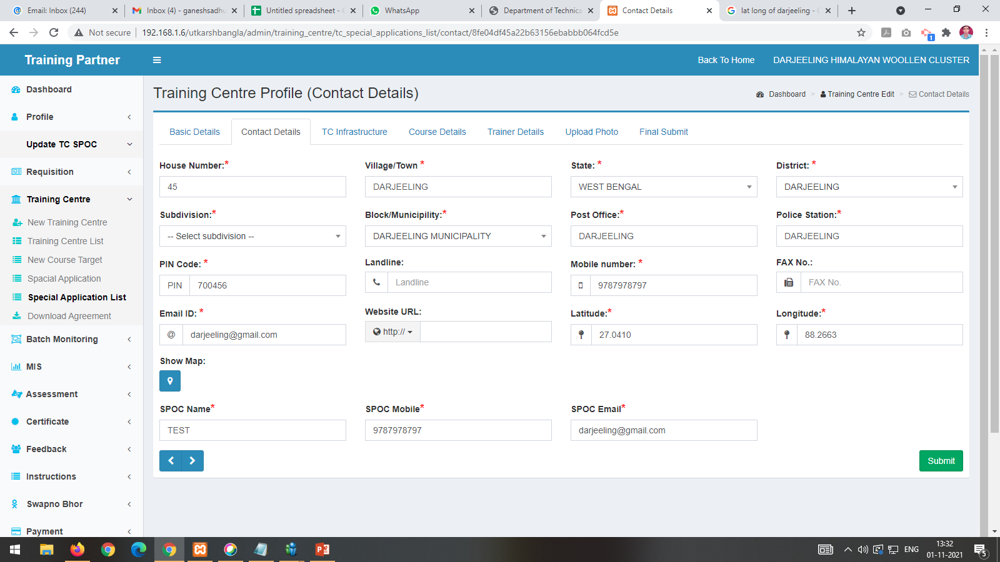 Email: Inbox (244)
Inbox (4) - ganeshsadhu
Untitled spreadsheet - G
WhatsApp
Department of Technica
Contact Details
lat long of darjeeling - G
Not secure
192.168.1.6/utkarshbangla/admin/training_centre/tc_special_applications_list/contact/8fe04df45a22b63156ebabbb064fcd5e
1
Training Partner
Back To Home
DARJEELING HIMALAYAN WOOLLEN CLUSTER
Dashboard
Profile
Update TC SPOC
Requisition
Training Centre
New Training Centre
Training Centre List
New Course Target
Spacial Application
Special Application List
Download Agreement
Batch Monitoring
MIS
Assessment
Certificate
Feedback
Instructions
Swapno Bhor
Payment
Training Centre Profile (Contact Details)
Dashboard > Training Centre Edit > Contact Details
Basic Details
Contact Details
TC Infrastructure
Course Details
Trainer Details
Upload Photo
Final Submit
House Number:*
Village/Town *
State: *
District: *
45
DARJEELING
WEST BENGAL
DARJEELING
Subdivision:*
Block/Municipality:*
Post Office:*
Police Station:*
-- Select subdivision --
DARJEELING MUNICIPALITY
DARJEELING
DARJEELING
PIN Code: *
Landline:
Mobile number: *
FAX No.:
PIN
700456
Landline
9787978797
FAX No.
Email ID: *
Website URL:
Latitude:*
Longitude:*
@
darjeeling@gmail.com
http://
27.0410
88.2663
Show Map:
SPOC Name*
SPOC Mobile*
SPOC Email*
TEST
9787978797
darjeeling@gmail.com
Submit
ENG
13:32
01-11-2021
5